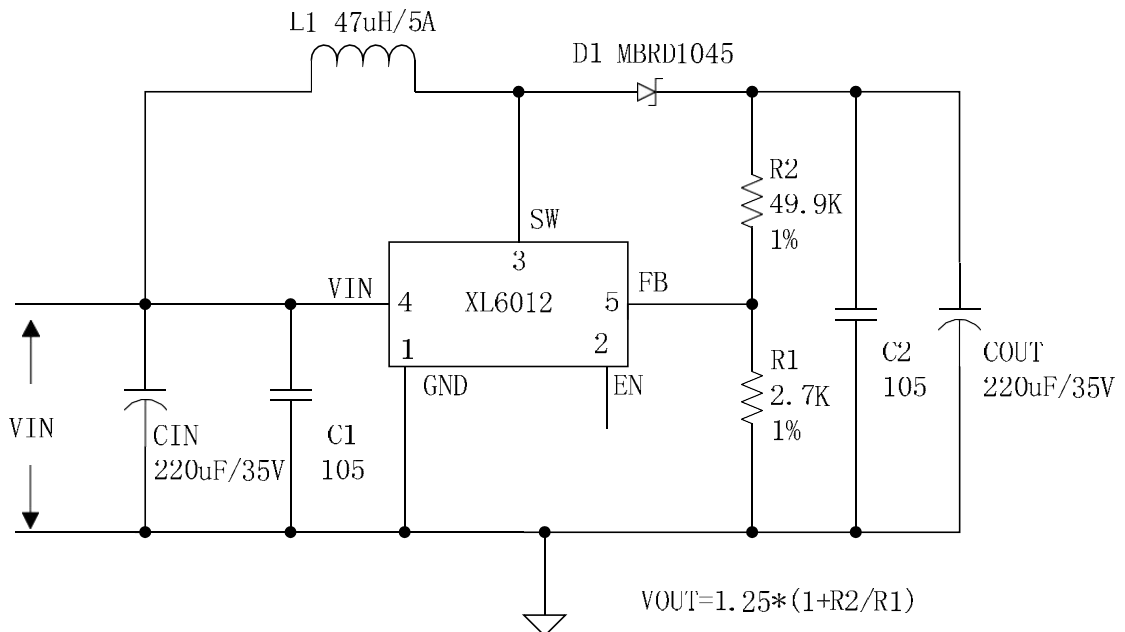 L1 47uH/5A
D1 MBRD1045
R2
49.9K
1%
SW
3
VIN
4
XL6012
5
FB
1
2
GND
EN
R1
2.7K
1%
C2
105
COUT
220uF/35V
VIN
CIN
220uF/35V
C1
105
VOUT=1.25*(1+R2/R1)